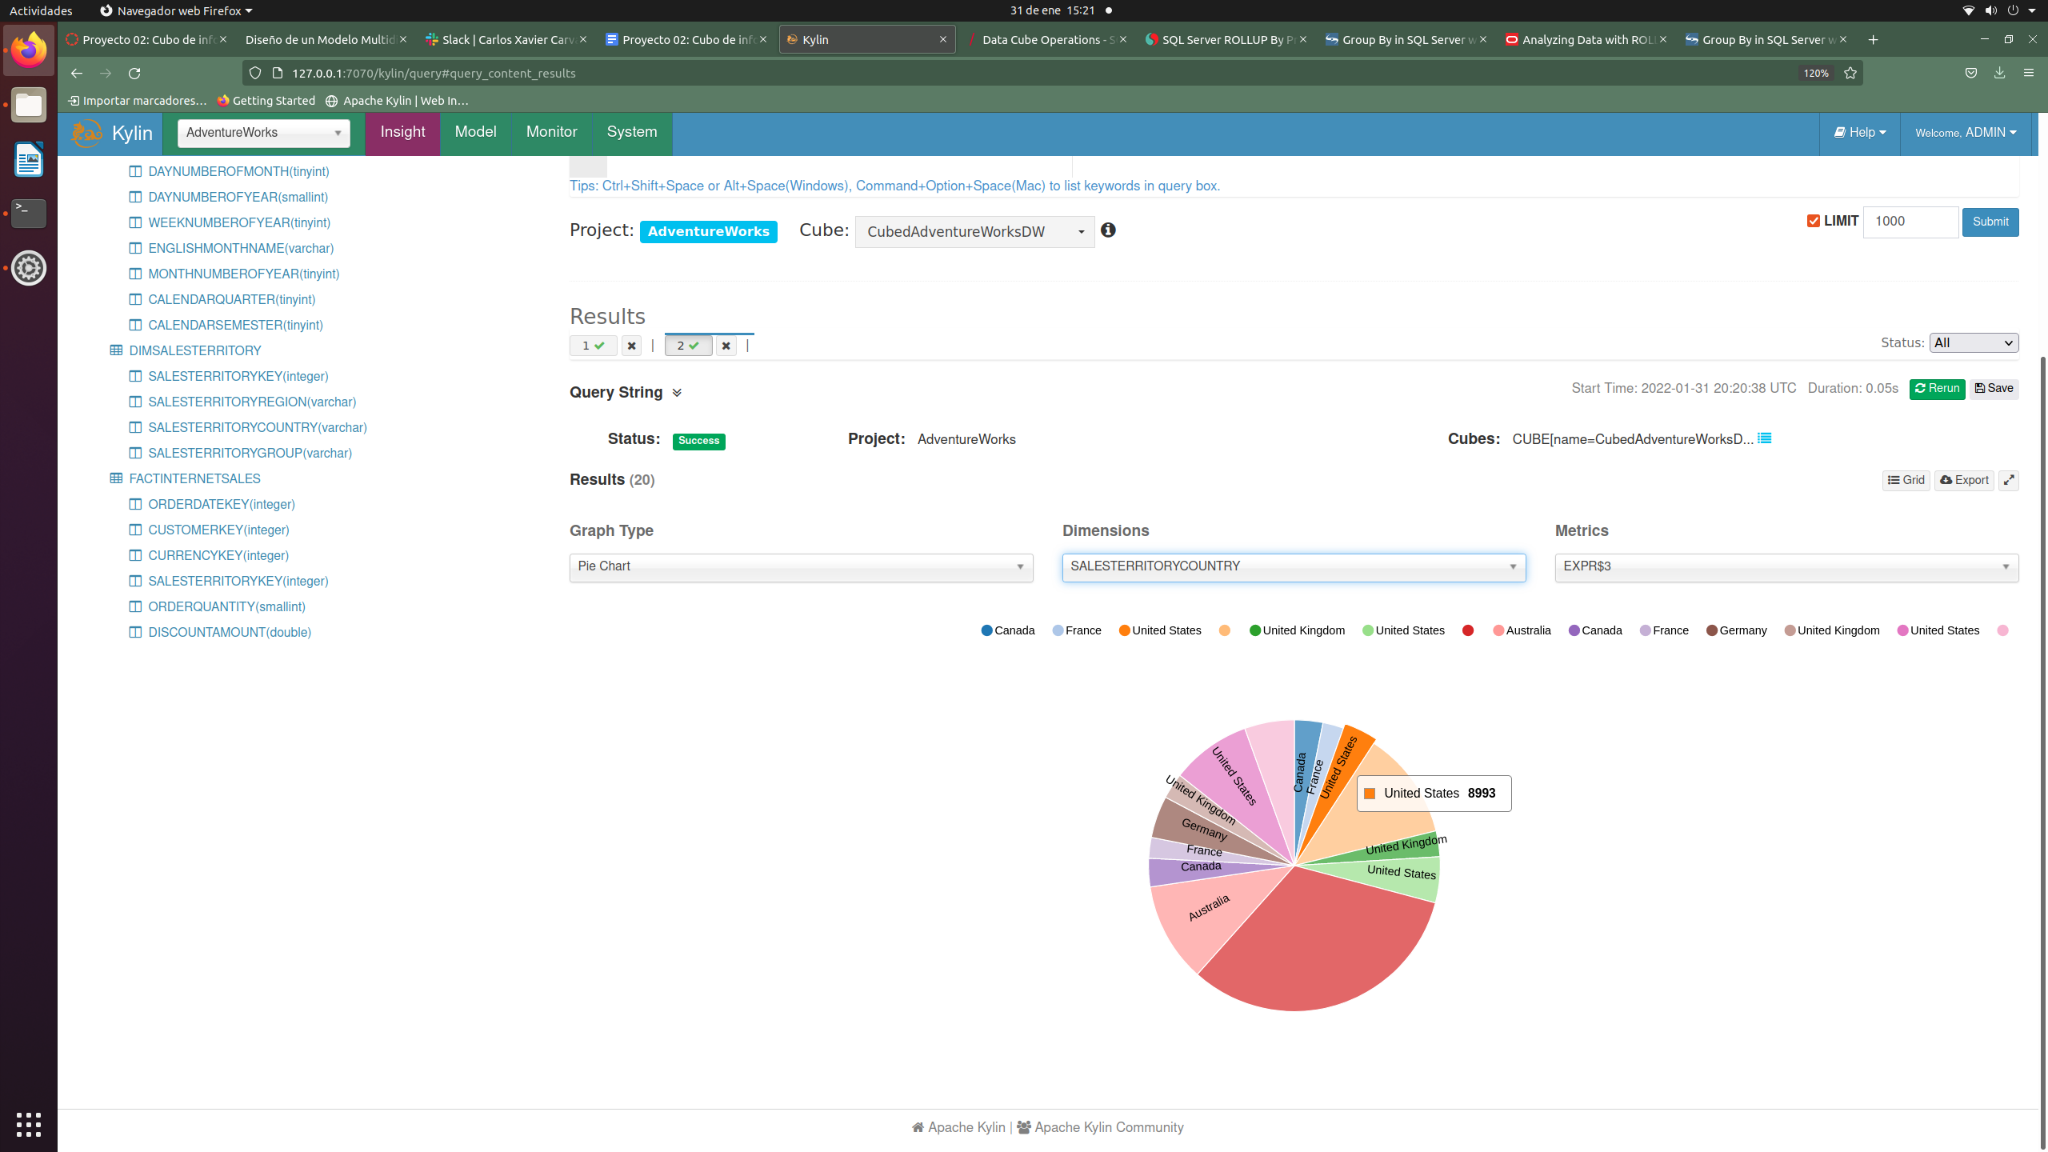 Actividades Navegador web Firefox 31 de ene 15:21
Proyecto 02: Cubo de inf Diseño de un Modelo Multid Slack | Carlos Xavier Carv Proyecto 02: Cubo de inf Kylin Data Cube Operations - S SQL Server ROLLUP By Pr Group By in SQL Server w Analyzing Data with ROL Group By in SQL Server w
127.0.0.1:7070/kylin/query#query_content_results 120%
Importar marcadores... Getting Started Apache Kylin | Web In...
Kylin AdventureWorks Insight Model Monitor System Help Welcome, ADMIN
DAYNUMBEROFMONTH(tinyint)
DAYNUMBEROFYEAR(smallint)
WEEKNUMBEROFYEAR(tinyint)
ENGLISHMONTHNAME(varchar)
MONTHNUMBEROFYEAR(tinyint)
CALENDARQUARTER(tinyint)
CALENDARSEMESTER(tinyint)
DIMSALESTERRITORY
SALESTERRITORYKEY(integer)
SALESTERRITORYREGION(varchar)
SALESTERRITORYCOUNTRY(varchar)
SALESTERRITORYGROUP(varchar)
FACTINTERNETSALES
ORDERDATEKEY(integer)
CUSTOMERKEY(integer)
CURRENCYKEY(integer)
SALESTERRITORYKEY(integer)
ORDERQUANTITY(smallint)
DISCOUNTAMOUNT(double)
Tips: Ctrl+Shift+Space or Alt+Space(Windows), Command+Option+Space(Mac) to list keywords in query box.
Project: AdventureWorks Cube: CubedAdventureWorksDW LIMIT 1000 Submit
Results
1 | 2 | Status: All
Query String Start Time: 2022-01-31 20:20:38 UTC Duration: 0.05s Rerun Save
Status: Success Project: AdventureWorks Cubes: CUBE[name=CubedAdventureWorksD...
Results (20) Grid Export
Graph Type Dimensions Metrics
Pie Chart SALESTERRITORYCOUNTRY EXPR$3
Canada France United States United Kingdom United States Australia Canada France Germany United Kingdom United States
Canada
France
United States
United States 8993
United Kingdom
United States
Australia
Canada
France
Germany
United Kingdom
United States
Apache Kylin | Apache Kylin Community